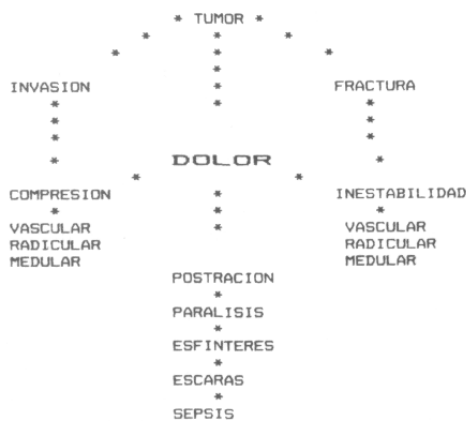 TUMOR
INVASION FRACTURA
DOLOR
COMPRESION INESTABILIDAD
VASCULAR VASCULAR
RADICULAR RADICULAR
MEDULAR MEDULAR
POSTRACION
PARALISIS
ESFINTERES
ESCARAS
SEPSIS